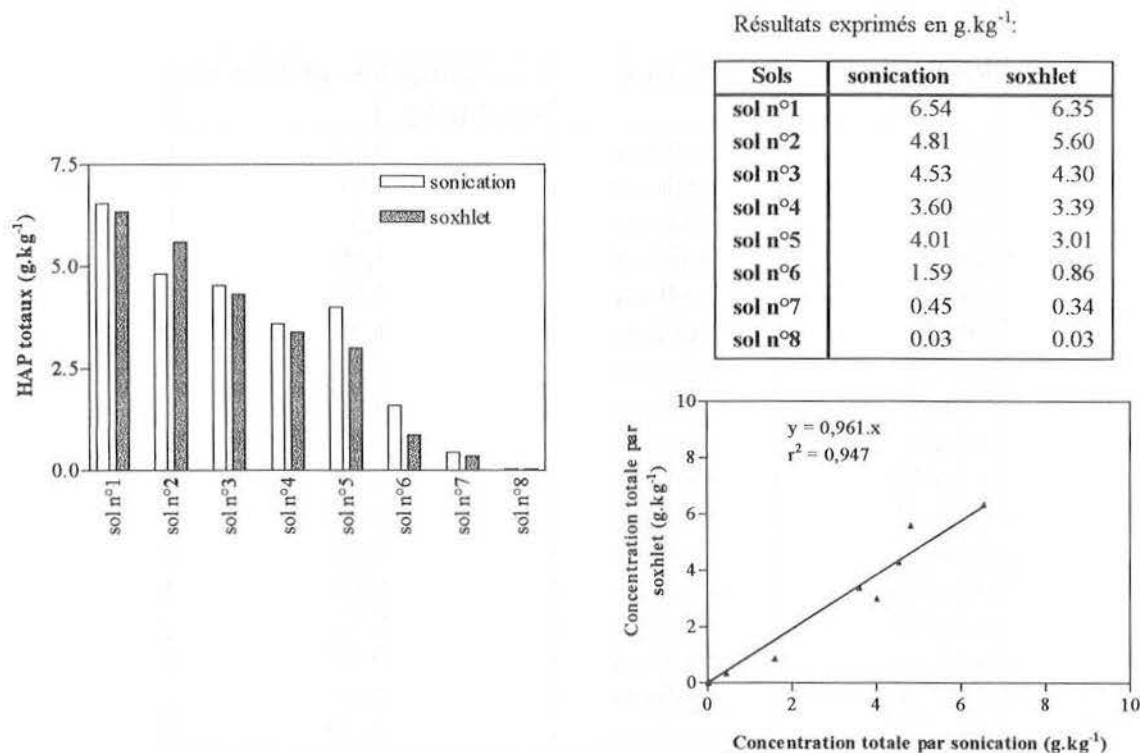 Résultats exprimés en g.kg⁻¹:
Sols sonication soxhlet
sol n°1 6.54 6.35
sol n°2 4.81 5.60
sol n°3 4.53 4.30
sol n°4 3.60 3.39
sol n°5 4.01 3.01
sol n°6 1.59 0.86
sol n°7 0.45 0.34
sol n°8 0.03 0.03
HAP totaux (g.kg⁻¹)
7.5
5.0
2.5
0.0
sonication
soxhlet
sol n°1
sol n°2
sol n°3
sol n°4
sol n°5
sol n°6
sol n°7
sol n°8
Concentration totale par
soxhlet (g.kg⁻¹)
10
8
6
4
2
0
y = 0,961.x
r² = 0,947
0 2 4 6 8 10
Concentration totale par sonication (g.kg⁻¹)